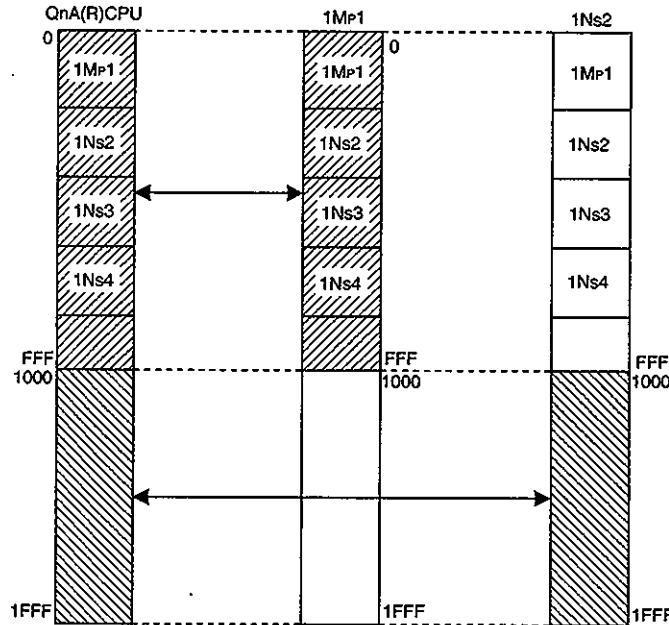 QnA(R)CPU 1MP1 1Ns2
0 0
1MP1 1MP1 1MP1
1Ns2 1Ns2 1Ns2
1Ns3 1Ns3 1Ns3
1Ns4 1Ns4 1Ns4
FFF FFF FFF
1000 1000 1000
1FFF 1FFF 1FFF